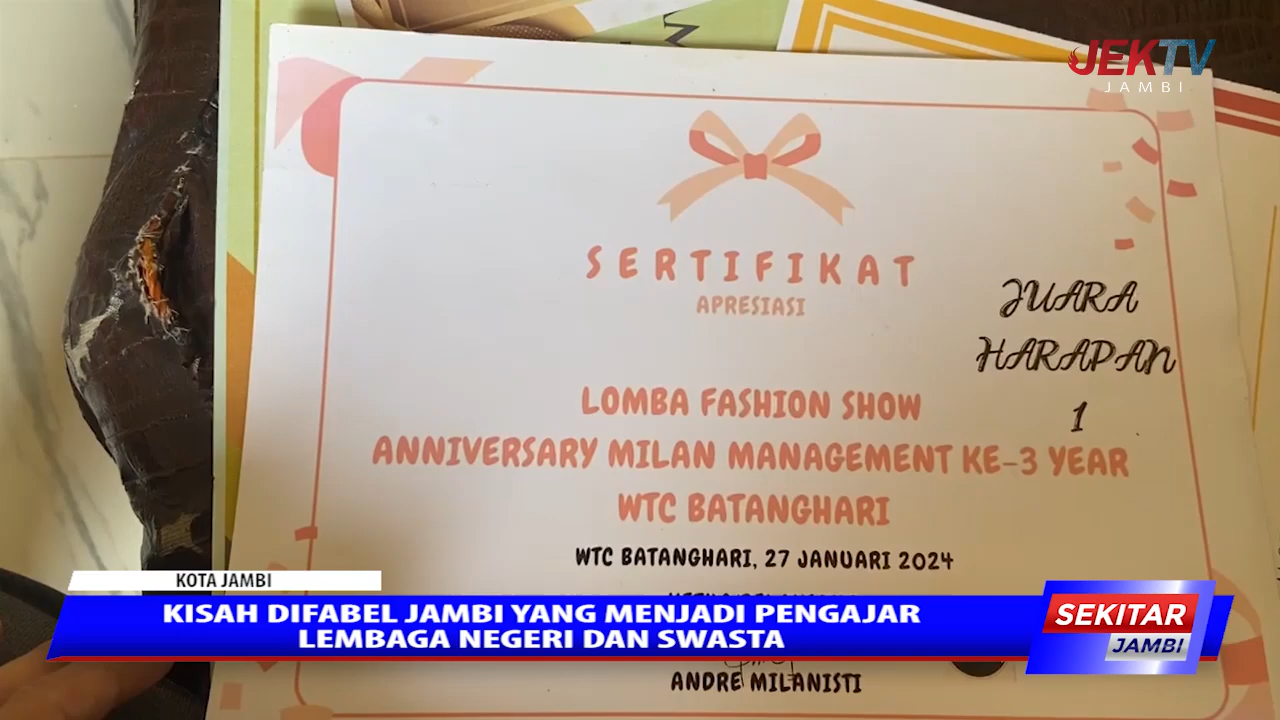 JEKTV
JAMBI
SERTIFIKAT
APRESIASI
JUARA
HARAPAN
1
LOMBA FASHION SHOW
ANNIVERSARY MILAN MANAGEMENT KE-3 YEAR
WTC BATANGHARI
WTC BATANGHARI, 27 JANUARI 2024
ANDRE MILANISTI
KOTA JAMBI
KISAH DIFABEL JAMBI YANG MENJADI PENGAJAR
LEMBAGA NEGERI DAN SWASTA
SEKITAR
JAMBI